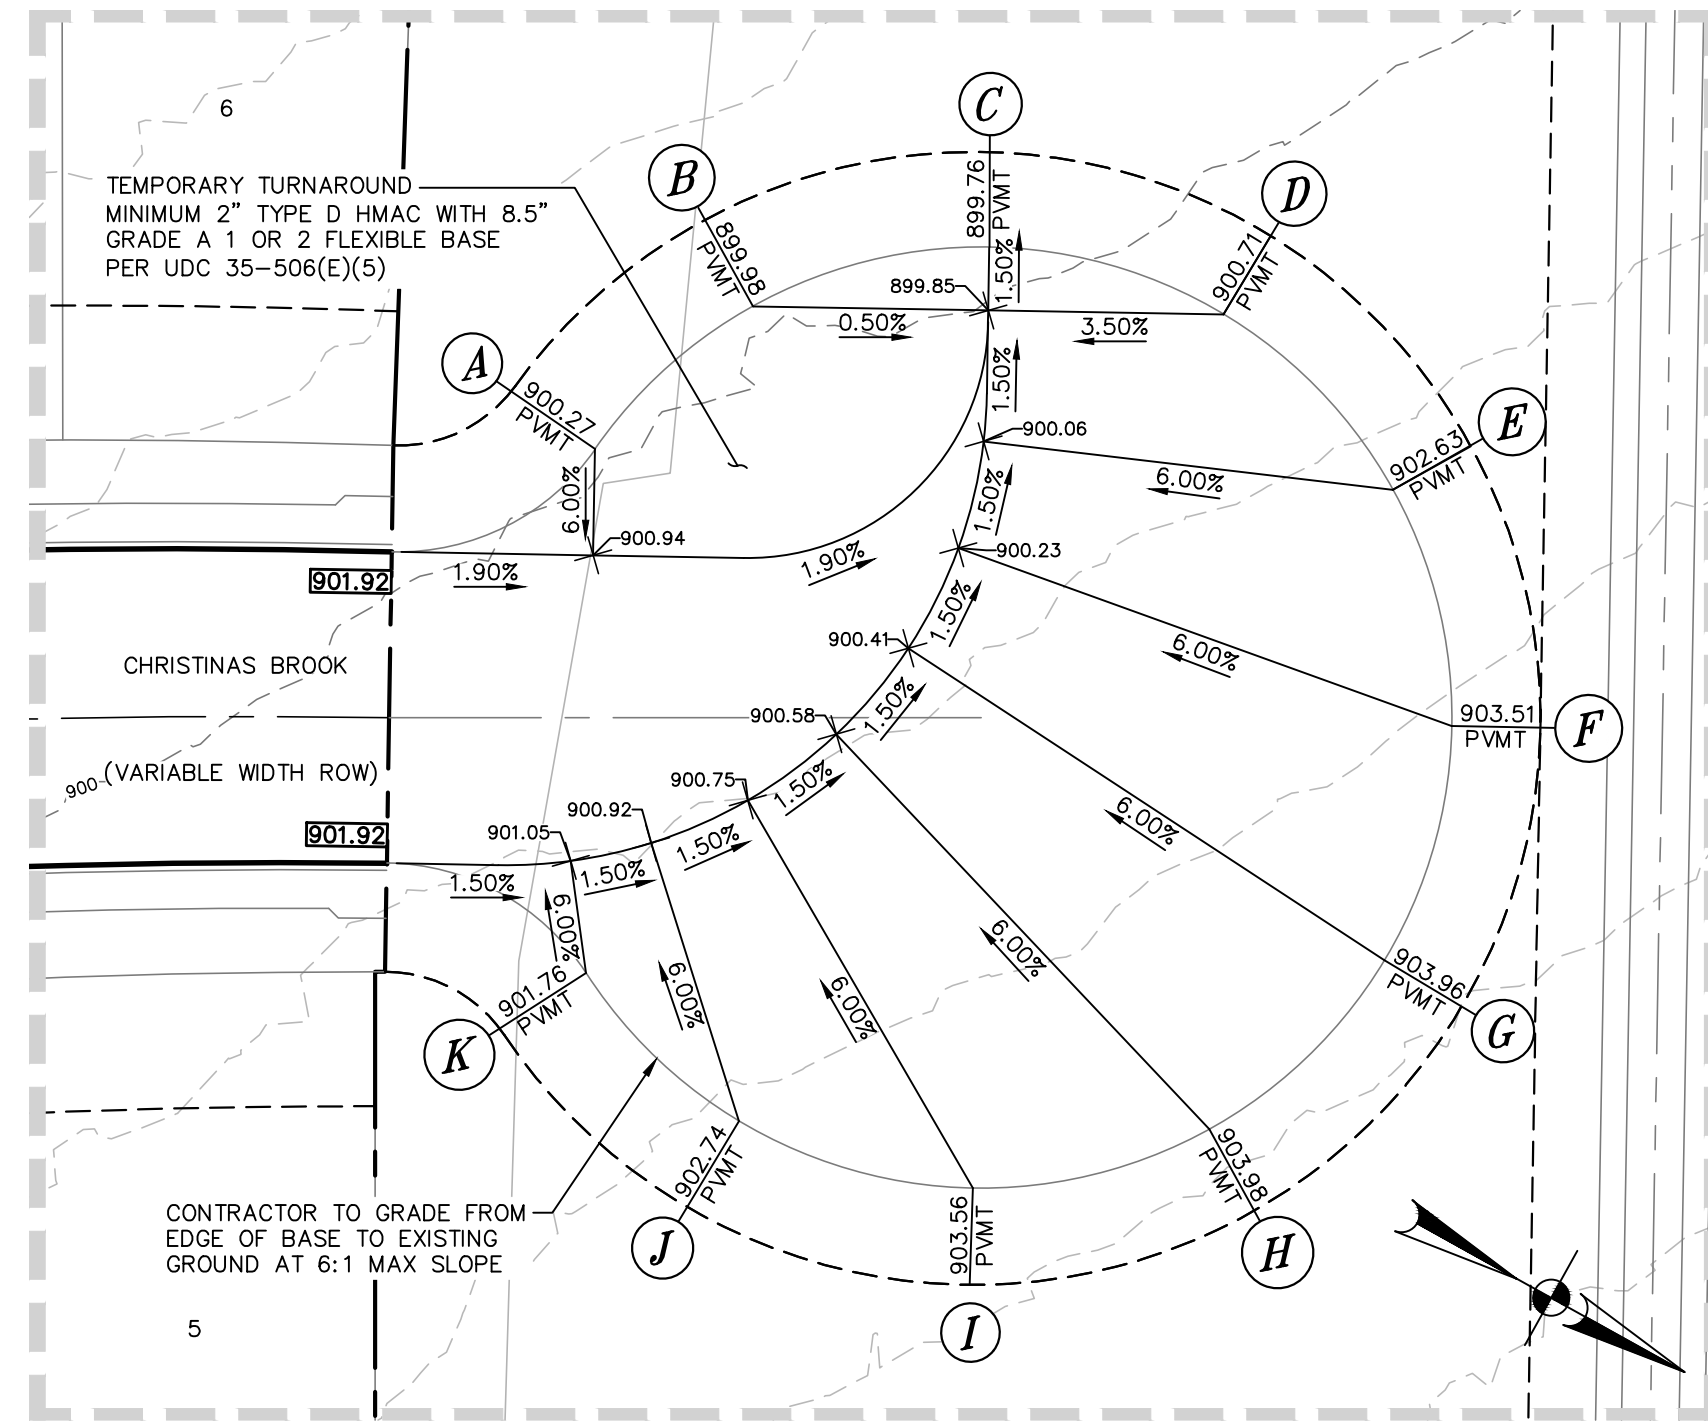 6
C
B
D
TEMPORARY TURNAROUND
MINIMUM 2” TYPE D HMAC WITH 8.5”
GRADE A 1 OR 2 FLEXIBLE BASE
PER UDC 35-506(E)(5)
899.98
PVMT
899.76
PVMT
900.71
PVMT
1.50%
899.85
0.50%
3.50%
A
900.27
PVMT
1.50%
E
902.63
PVMT
900.06
6.00%
6.00%
1.50%
900.94
900.23
901.92
1.90%
1.90%
1.50%
900.41
6.00%
CHRISTINAS BROOK
1.50%
900.58
903.51
PVMT
F
900
(VARIABLE WIDTH ROW)
900.75
1.50%
900.92
6.00%
901.92
901.05
1.50%
1.50%
1.50%
6.00%
6.00%
6.00%
6.00%
903.96
PVMT
G
901.76
PVMT
K
902.74
PVMT
J
903.56
PVMT
I
903.98
PVMT
H
CONTRACTOR TO GRADE FROM
EDGE OF BASE TO EXISTING
GROUND AT 6:1 MAX SLOPE
5